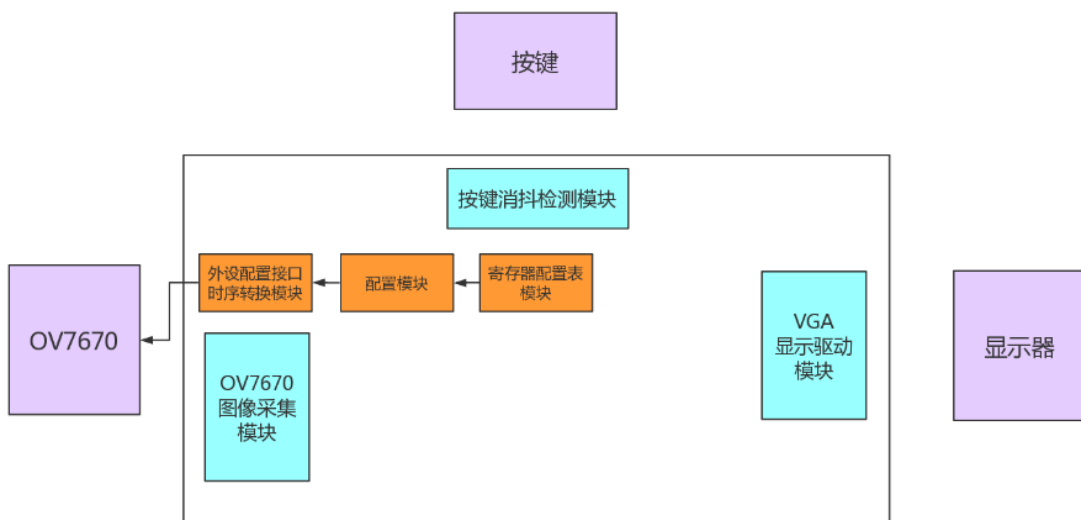 按键
按键消抖检测模块
外设配置接口
时序转换模块
配置模块
寄存器配置表
模块
OV7670
OV7670
图像采集
模块
VGA
显示驱动
模块
显示器